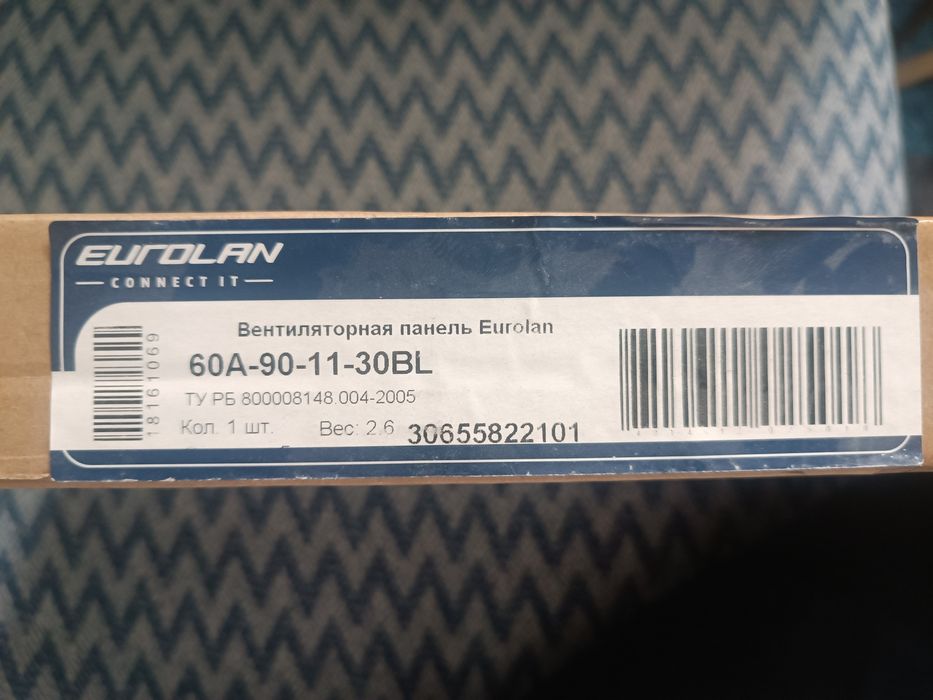 EUROLAN
CONNECT IT
Вентиляторная панель Eurolan
60A-90-11-30BL
ТУ РБ 800008148.004-2005
Кол. 1 шт. Вес: 2.6
30655822101
18161069